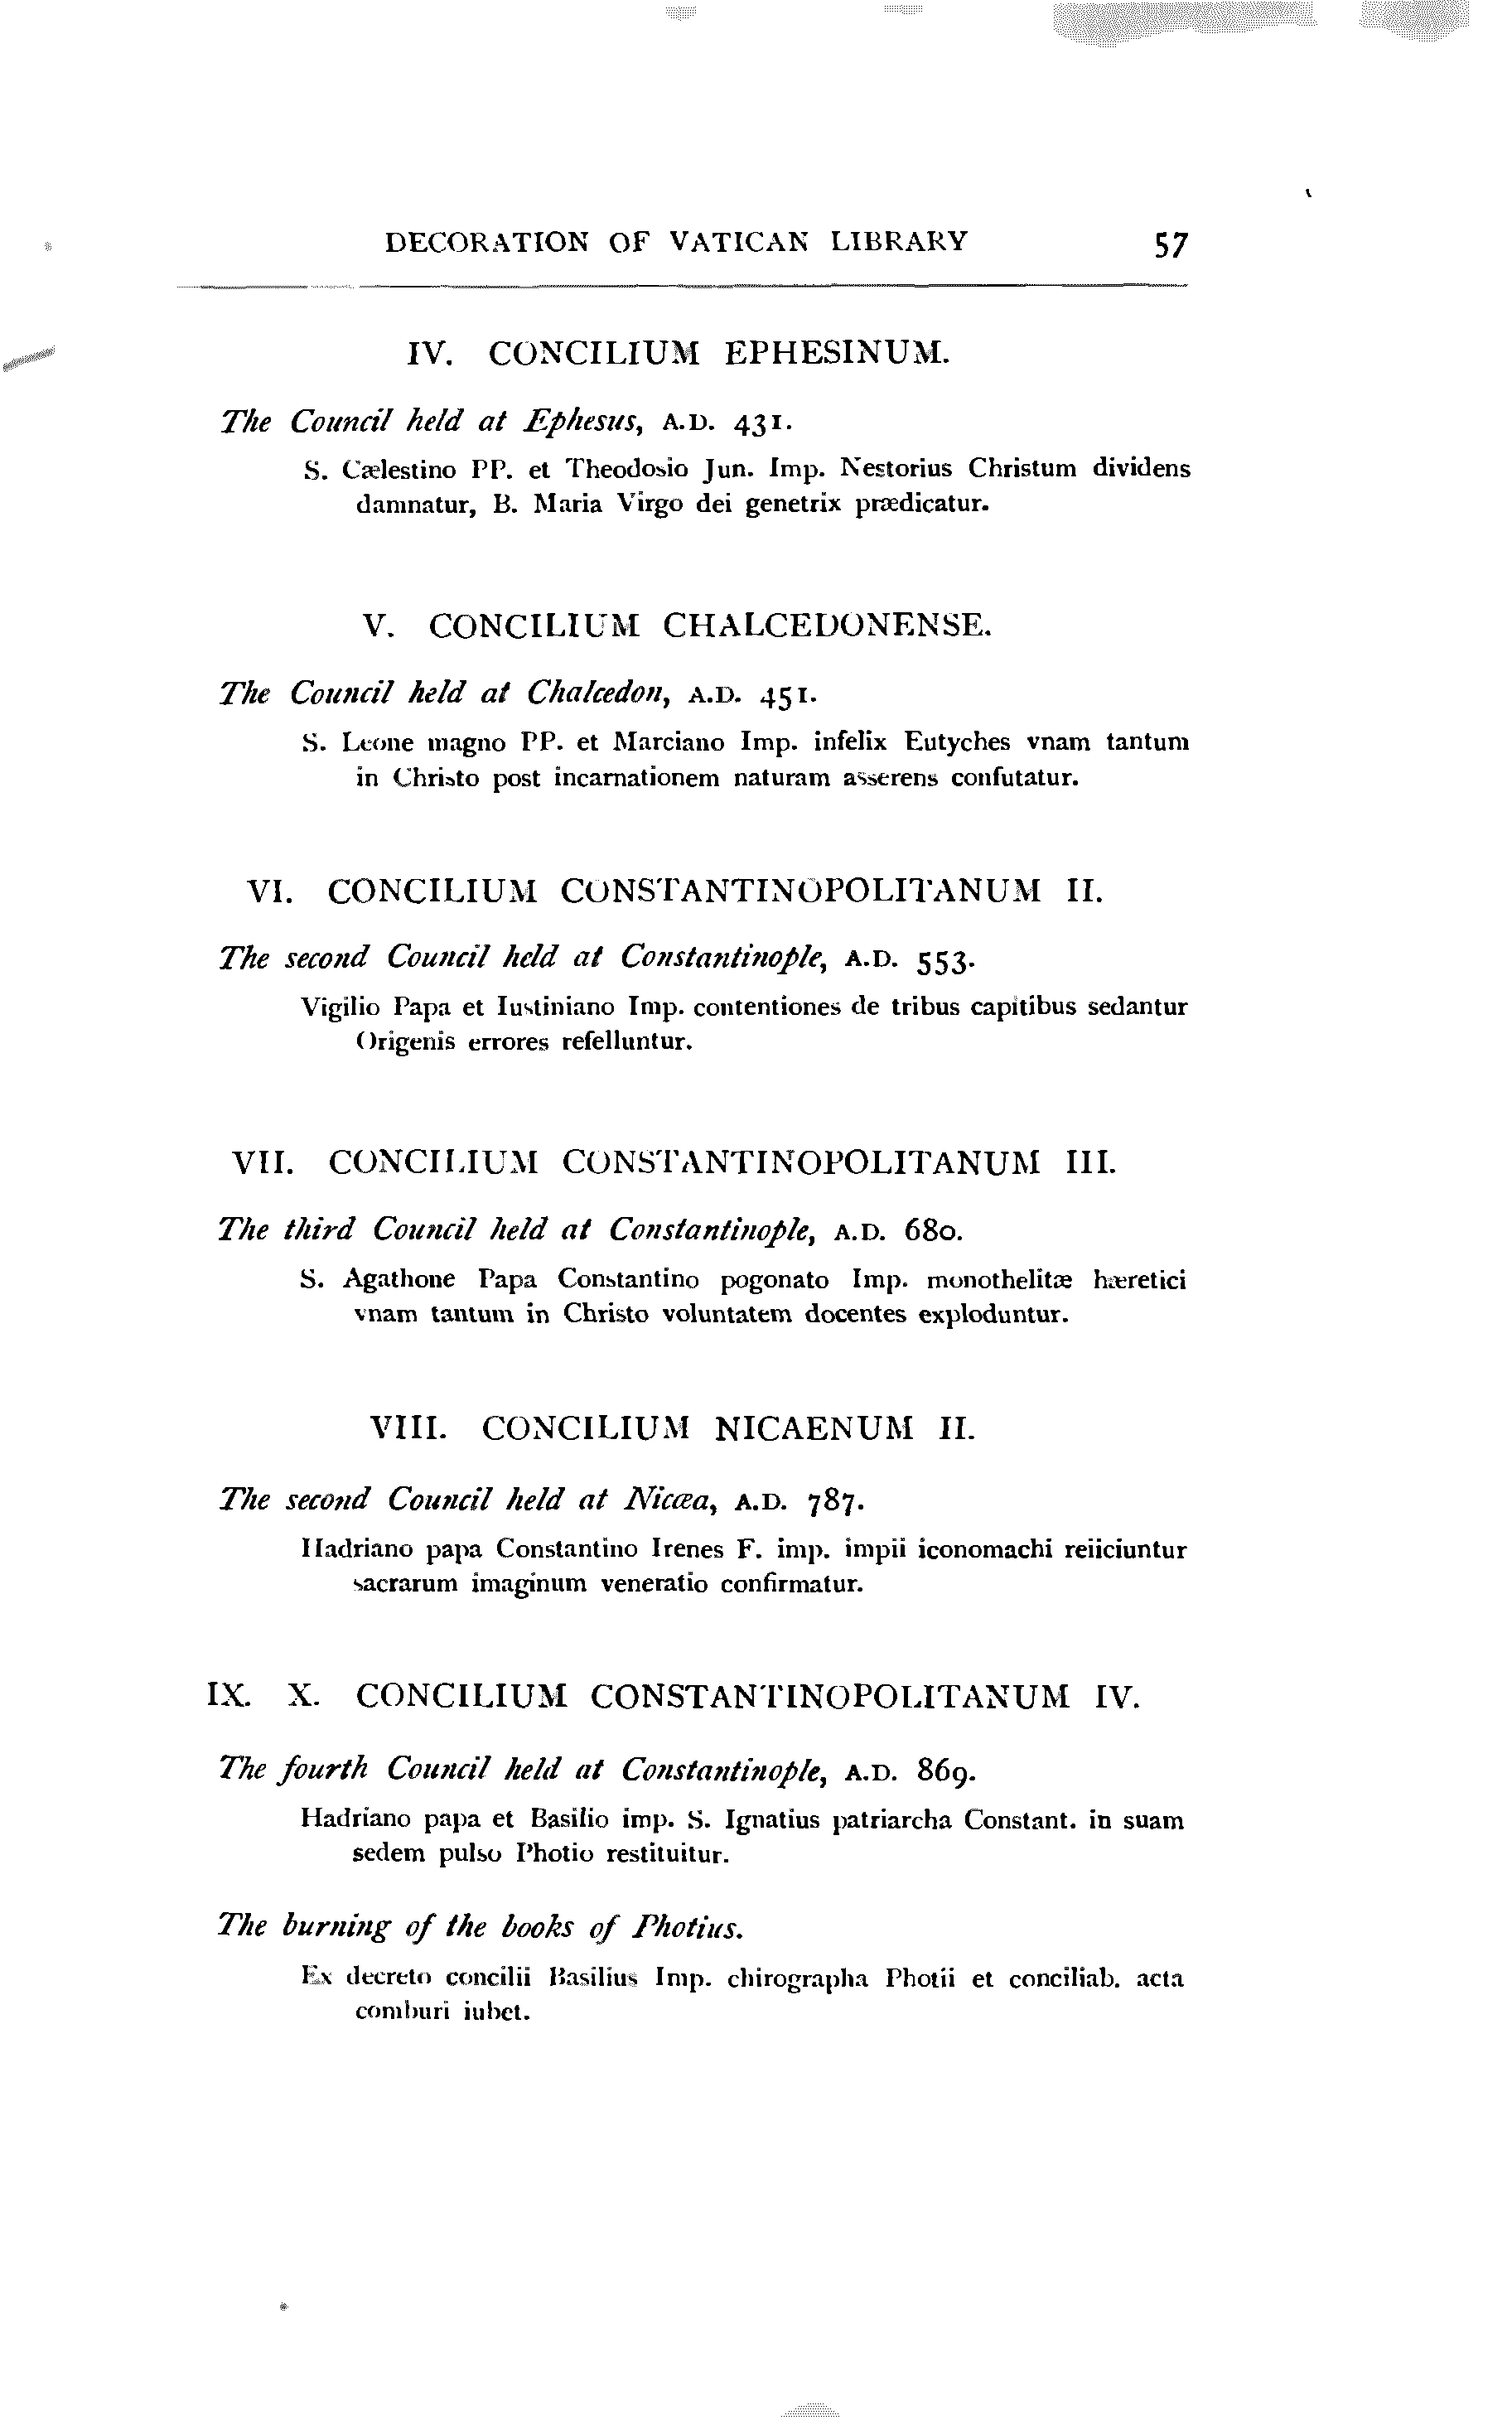 DECORATION OF VATICAN LIBRARY 57
IV. CONCILIUM EPHESINUM.
The Council held at Ephesus, A.D. 431.
S. Cælestino PP. et Theodosio Jun. Imp. Nestorius Christum dividens
damnatur, B. Maria Virgo dei genetrix prædicatur.
V. CONCILIUM CHALCEDONENSE.
The Council held at Chalcedon, A.D. 451.
S. Leone magno PP. et Marciano Imp. infelix Eutyches vnam tantum
in Christo post incarnationem naturam asserens confutatur.
VI. CONCILIUM CONSTANTINOPOLITANUM II.
The second Council held at Constantinople, A.D. 553.
Vigilio Papa et Iustiniano Imp. contentiones de tribus capitibus sedantur
Origenis errores refelluntur.
VII. CONCILIUM CONSTANTINOPOLITANUM III.
The third Council held at Constantinople, A.D. 680.
S. Agathone Papa Constantino pogonato Imp. monothelitæ hæretici
vnam tantum in Christo voluntatem docentes exploduntur.
VIII. CONCILIUM NICAENUM II.
The second Council held at Nicæa, A.D. 787.
Hadriano papa Constantino Irenes F. imp. impii iconomachi reiiciuntur
sacrarum imaginum veneratio confirmatur.
IX. X. CONCILIUM CONSTANTINOPOLITANUM IV.
The fourth Council held at Constantinople, A.D. 869.
Hadriano papa et Basilio imp. S. Ignatius patriarcha Constant. in suam
sedem pulso Photio restituitur.
The burning of the books of Photius.
Ex decreto concilii Basilius Imp. chirographa Photii et conciliab. acta
comburi iubet.